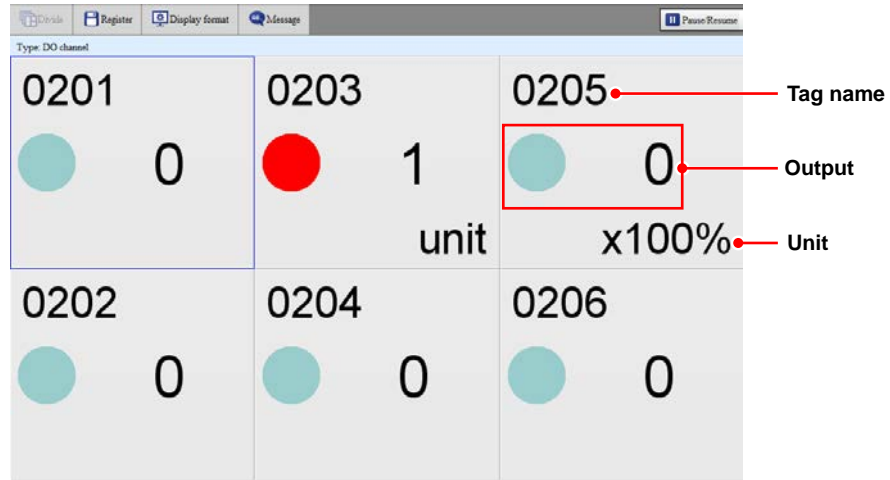 Divide Register Display format Message Pause/Resume
Type: DO channel
0201 0203 0205 Tag name
0 1 0 Output
unit x100% Unit
0202 0204 0206
0 0 0